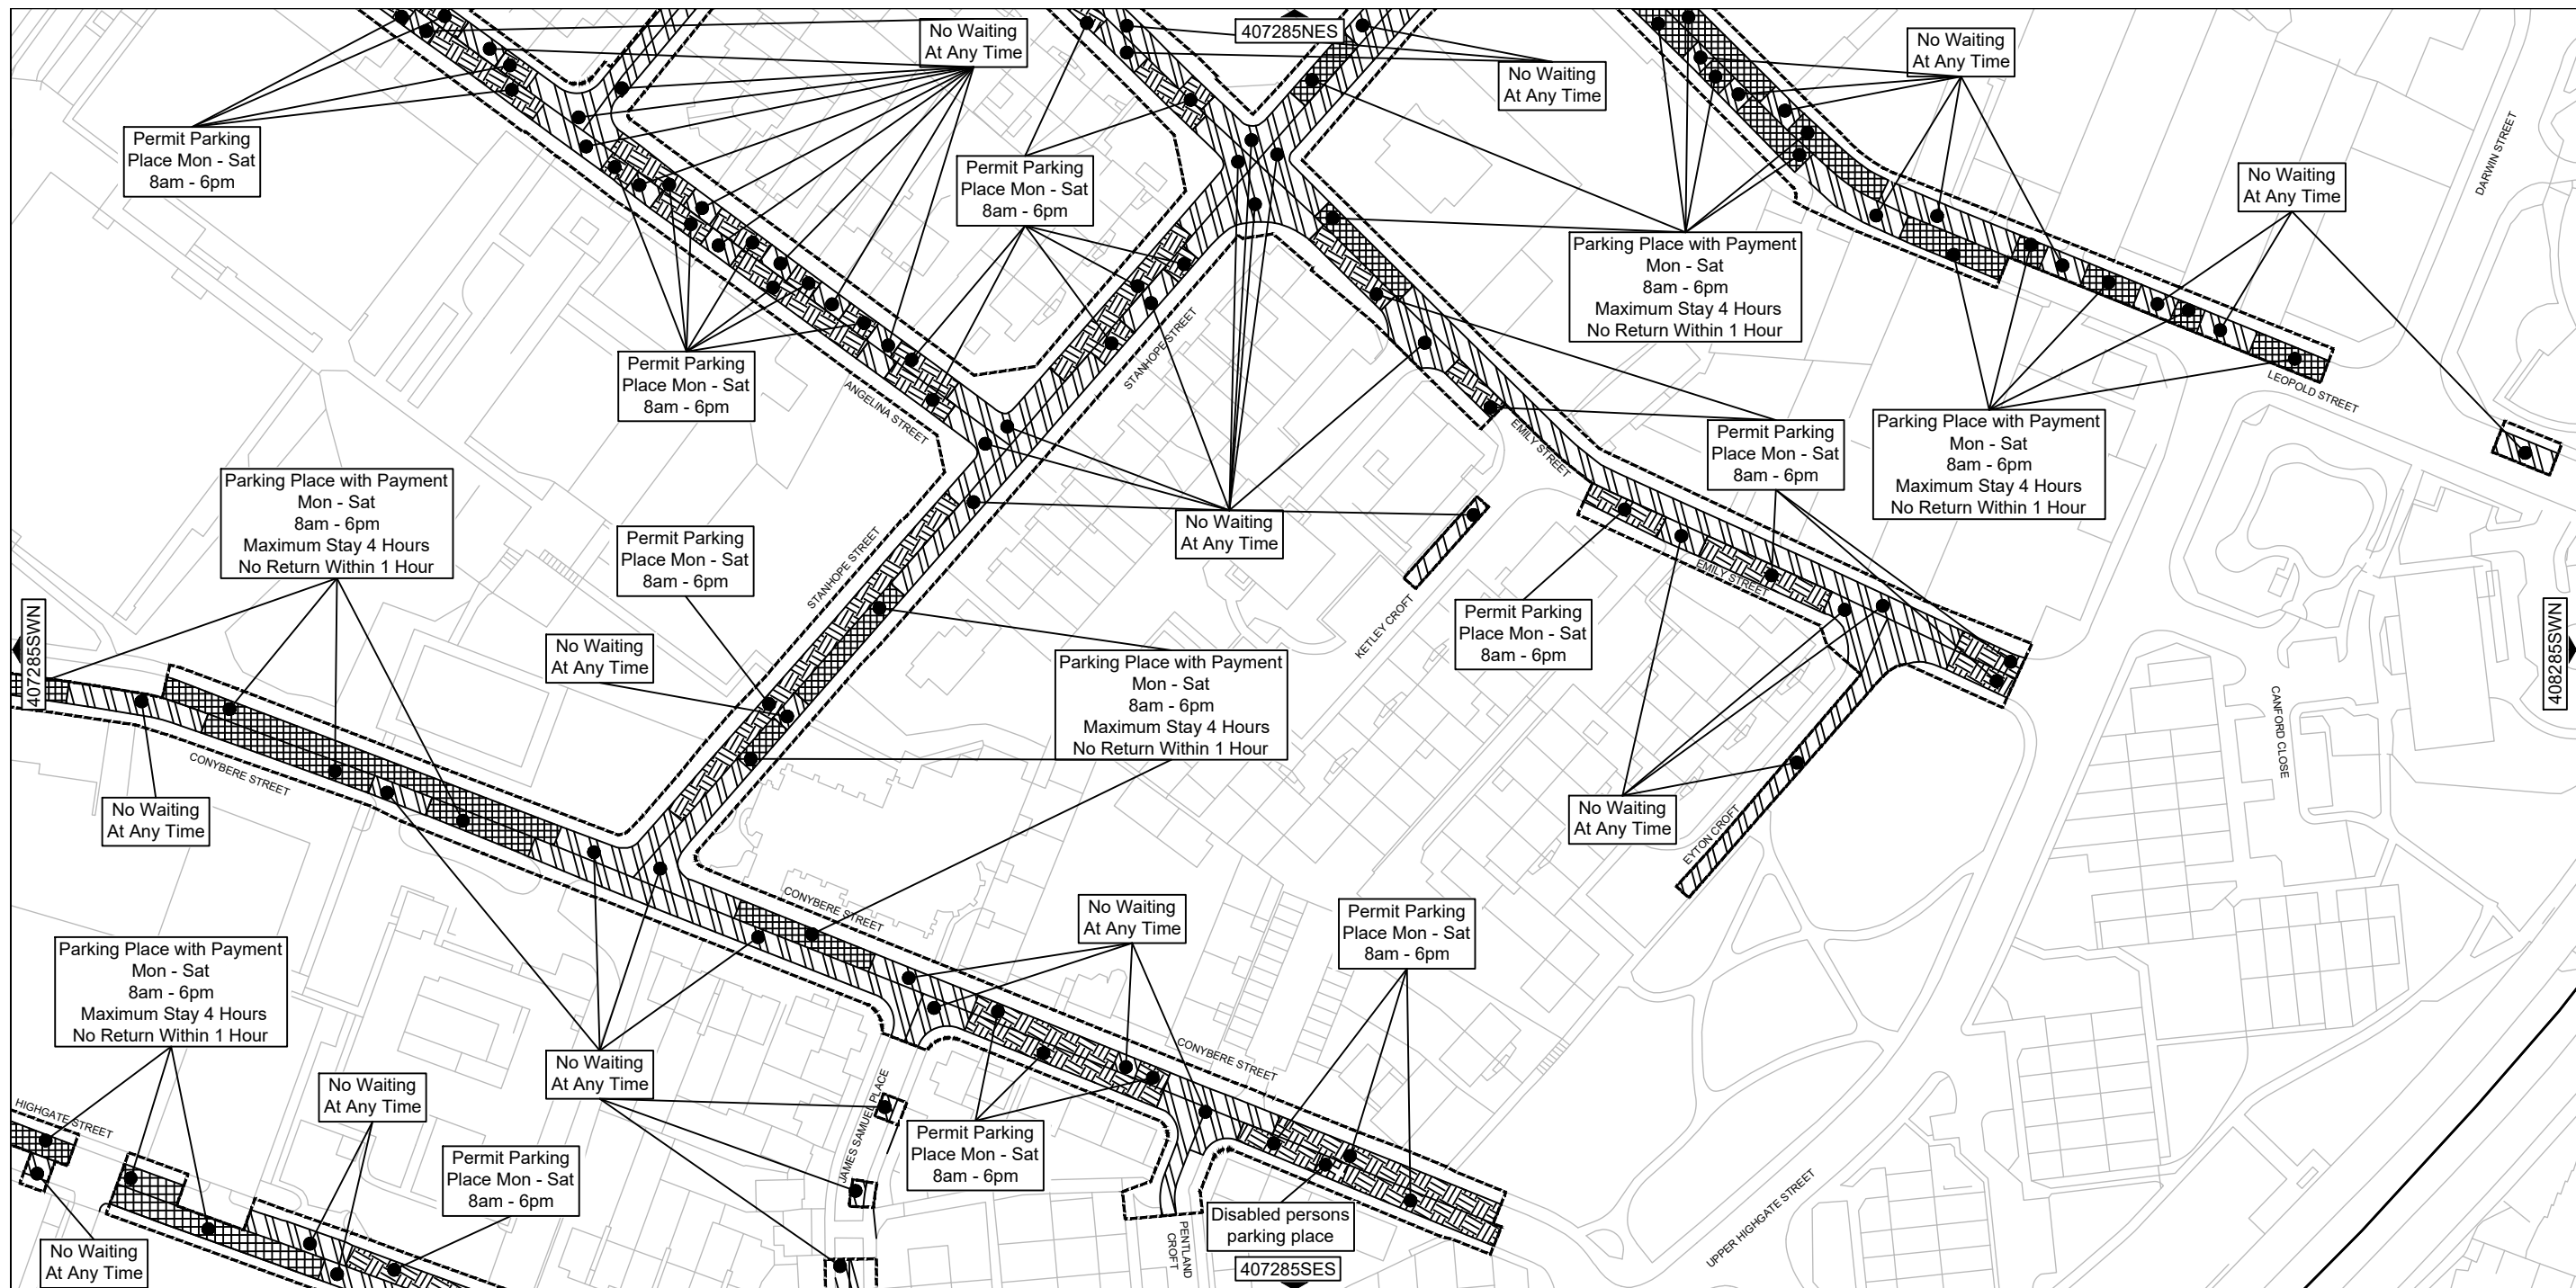 No Waiting
At Any Time
407285NES
No Waiting
At Any Time
No Waiting
At Any Time
Permit Parking
Place Mon - Sat
8am - 6pm
Permit Parking
Place Mon - Sat
8am - 6pm
DARWIN STREET
No Waiting
At Any Time
Parking Place with Payment
Mon - Sat
8am - 6pm
Maximum Stay 4 Hours
No Return Within 1 Hour
Permit Parking
Place Mon - Sat
8am - 6pm
ANGELINA STREET
STANHOPE STREET
LEOPOLD STREET
Parking Place with Payment
Mon - Sat
8am - 6pm
Maximum Stay 4 Hours
No Return Within 1 Hour
Permit Parking
Place Mon - Sat
8am - 6pm
EMILY STREET
Parking Place with Payment
Mon - Sat
8am - 6pm
Maximum Stay 4 Hours
No Return Within 1 Hour
Permit Parking
Place Mon - Sat
8am - 6pm
STANHOPE STREET
No Waiting
At Any Time
EMILY STREET
KETLEY CROFT
Permit Parking
Place Mon - Sat
8am - 6pm
407285SWN
408285SWN
No Waiting
At Any Time
Parking Place with Payment
Mon - Sat
8am - 6pm
Maximum Stay 4 Hours
No Return Within 1 Hour
CANFORD CLOSE
CONYBERE STREET
No Waiting
At Any Time
No Waiting
At Any Time
EYTON CROFT
CONYBERE STREET
No Waiting
At Any Time
Permit Parking
Place Mon - Sat
8am - 6pm
Parking Place with Payment
Mon - Sat
8am - 6pm
Maximum Stay 4 Hours
No Return Within 1 Hour
No Waiting
At Any Time
No Waiting
At Any Time
CONYBERE STREET
HIGHGATE STREET
JAMES SAMUEL PLACE
Permit Parking
Place Mon - Sat
8am - 6pm
Permit Parking
Place Mon - Sat
8am - 6pm
No Waiting
At Any Time
Disabled persons
parking place
PENTLAND
CROFT
UPPER HIGHGATE STREET
407285SES